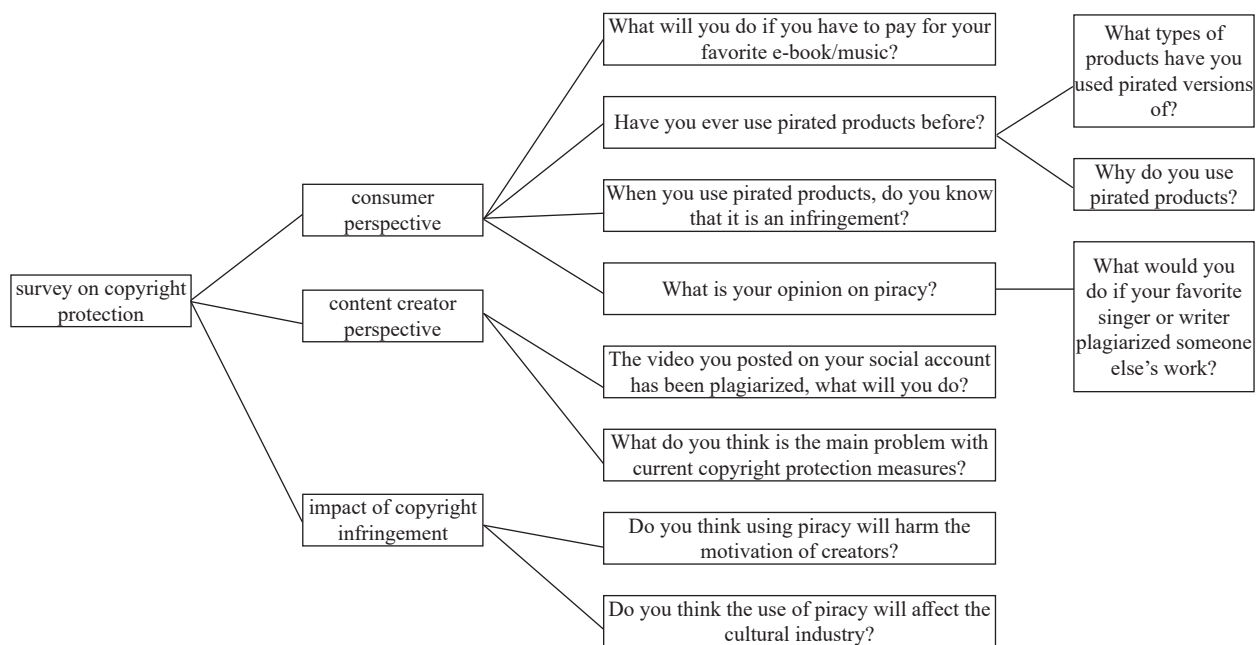 survey on copyright
protection
consumer
perspective
content creator
perspective
impact of copyright
infringement
What will you do if you have to pay for your
favorite e-book/music?
Have you ever use pirated products before?
When you use pirated products, do you know
that it is an infringement?
What is your opinion on piracy?
The video you posted on your social account
has been plagiarized, what will you do?
What do you think is the main problem with
current copyright protection measures?
Do you think using piracy will harm the
motivation of creators?
Do you think the use of piracy will affect the
cultural industry?
What types of
products have you
used pirated versions
of?
Why do you use
pirated products?
What would you
do if your favorite
singer or writer
plagiarized someone
else’s work?